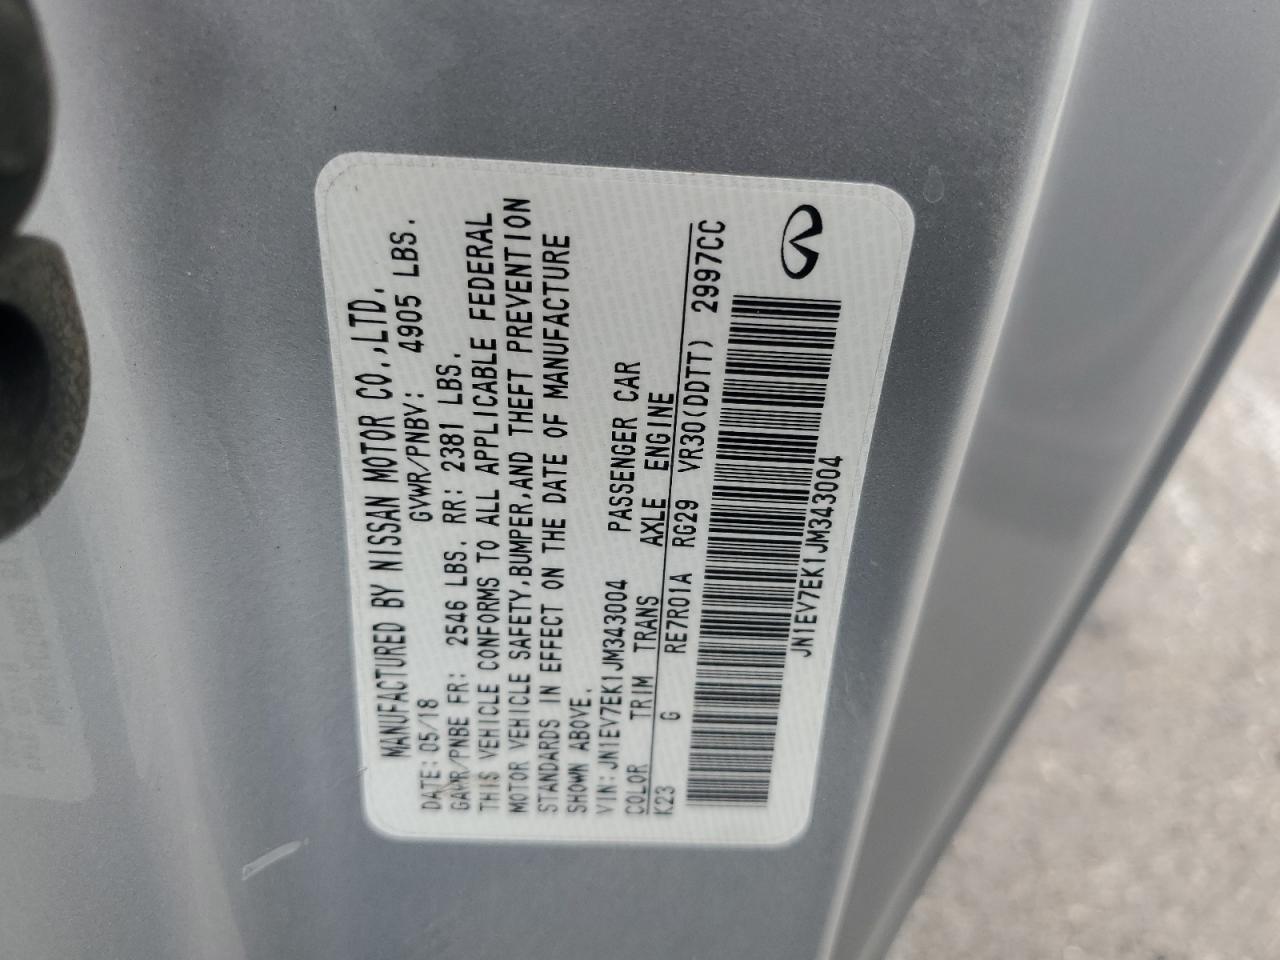 MANUFACTURED BY NISSAN MOTOR CO.,LTD.
DATE: 05/18 GVWR/PNBV: 4905 LBS.
GAWR/PNBE FR: 2546 LBS. RR: 2381 LBS.
THIS VEHICLE CONFORMS TO ALL APPLICABLE FEDERAL
MOTOR VEHICLE SAFETY,BUMPER,AND THEFT PREVENTION
STANDARDS IN EFFECT ON THE DATE OF MANUFACTURE
SHOWN ABOVE.
VIN: JN1EV7EK1JM343004 PASSENGER CAR
COLOR TRIM TRANS AXLE ENGINE
K23 G RE7R01A RG29 VR30(DDTT) 2997CC
JN1EV7EK1JM343004